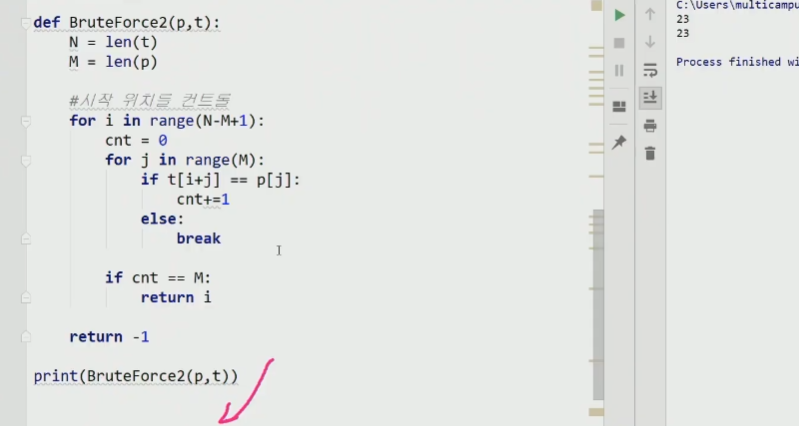 def BruteForce2(p,t):
N = len(t)
M = len(p)
#시작 위치를 컨트롤
for i in range(N-M+1):
cnt = 0
for j in range(M):
if t[i+j] == p[j]:
cnt+=1
else:
break
if cnt == M:
return i
return -1
print(BruteForce2(p,t))
C:\Users\multicampu
23
23
Process finished wi